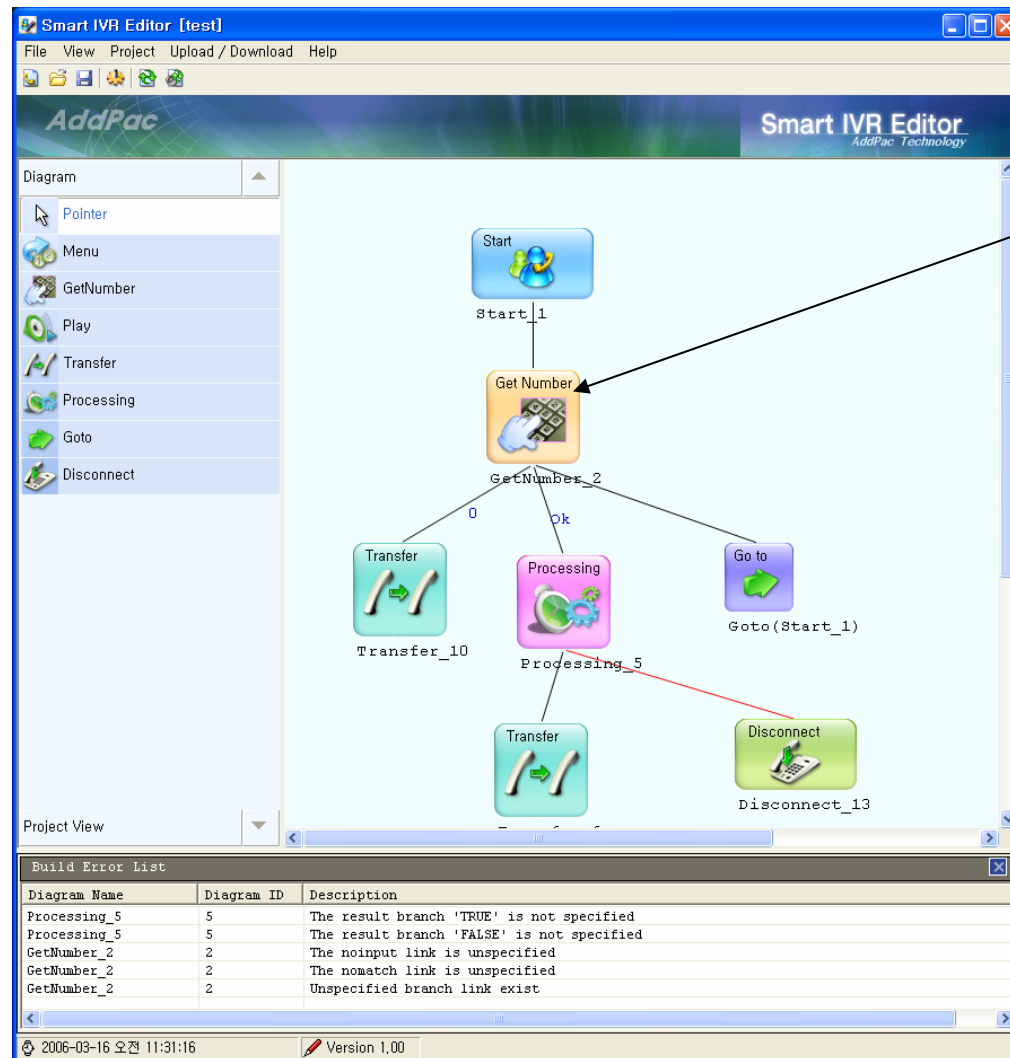 Smart IVR Editor [test]
File View Project Upload / Download Help
AddPac
Smart IVR Editor
AddPac Technology
Diagram
Pointer
Menu
GetNumber
Play
Transfer
Processing
Goto
Disconnect
Project View
Start
Start_1
Get Number
GetNumber_2
0
Ok
Transfer
Transfer_10
Processing
Processing_5
Go to
Goto(Start_1)
Transfer
Disconnect
Disconnect_13
Build Error List
Diagram Name Diagram ID Description
Processing_5 5 The result branch 'TRUE' is not specified
Processing_5 5 The result branch 'FALSE' is not specified
GetNumber_2 2 The noinput link is unspecified
GetNumber_2 2 The nomatch link is unspecified
GetNumber_2 2 Unspecified branch link exist
2006-03-16 오전 11:31:16 Version 1,00